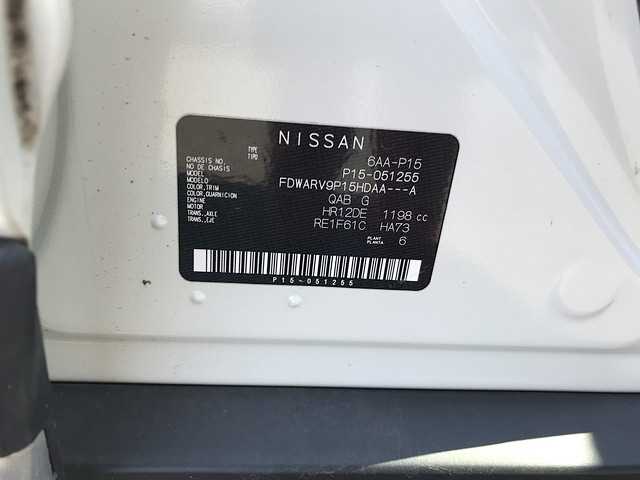 NISSAN
TYPE 6AA-P15
TIPO
CHASSIS NO. P15-051255
NO DE CHASIS
MODEL FDWARV9P15HDAA---A
MODELO
COLOR,TRIM QAB G
COLOR,GUARNICION
ENGINE HR12DE 1198 cc
MOTOR
TRANS.,AXLE RE1F61C HA73
TRANS.,EJE
PLANT 6
PLANTA
P15-051255